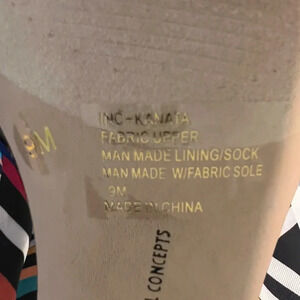 9M
INC-KANATA
FABRIC UPPER
MAN MADE LINING/SOCK
MAN MADE W/FABRIC SOLE
9M
MADE IN CHINA
CONCEPTS